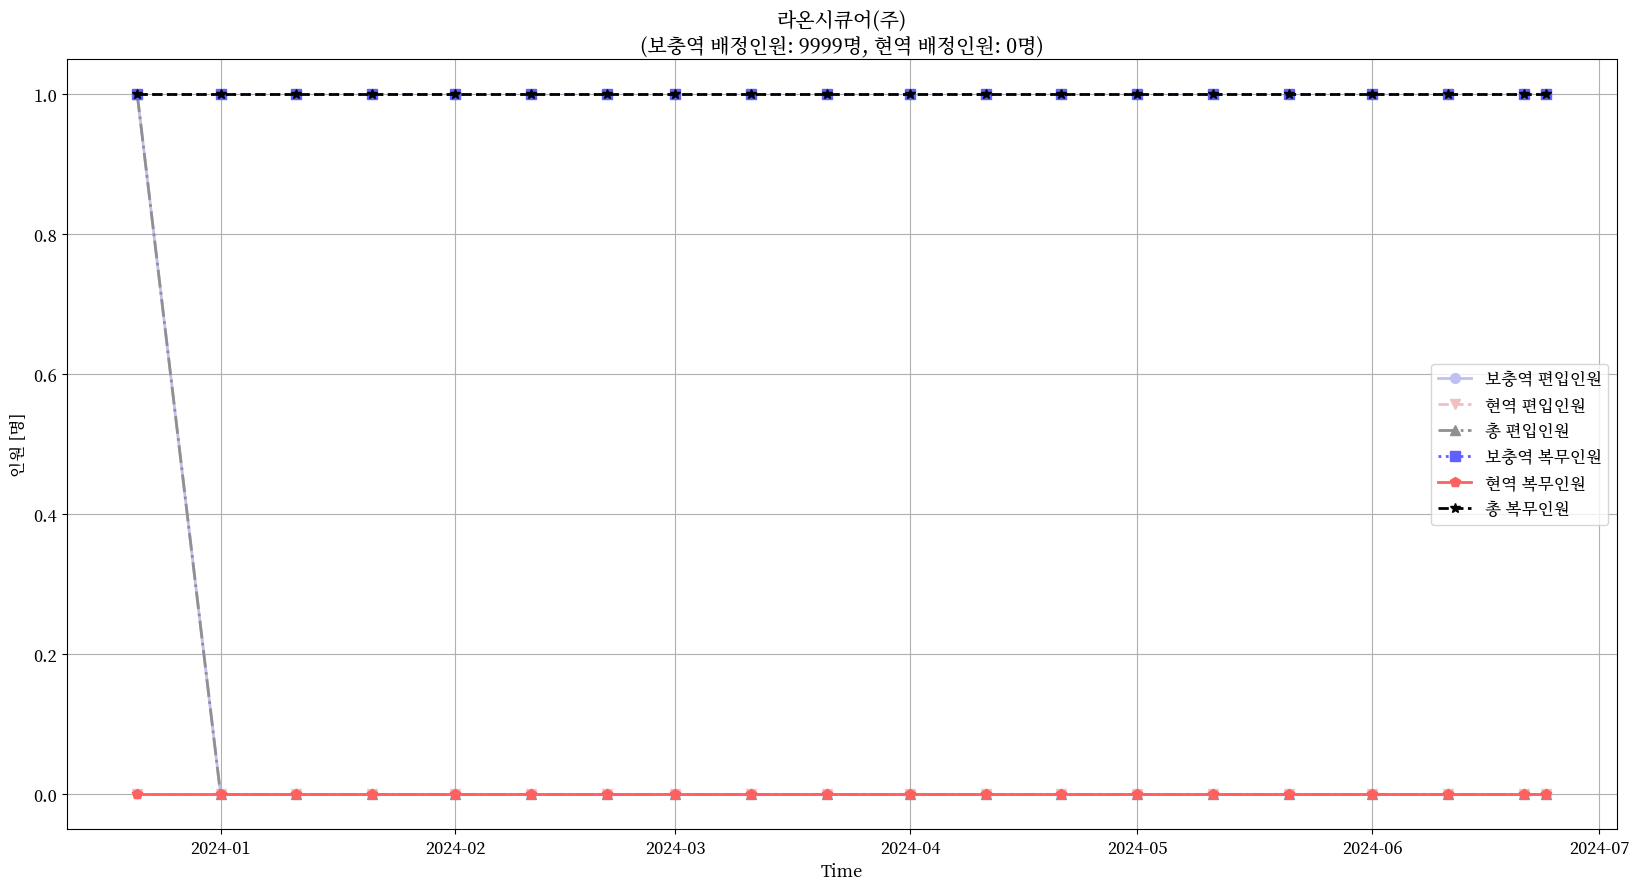 라온시큐어(주)
(보충역 배정인원: 9999명, 현역 배정인원: 0명)
인원 [명]
1.0
0.8
0.6
0.4
0.2
0.0
보충역 편입인원
현역 편입인원
총 편입인원
보충역 복무인원
현역 복무인원
총 복무인원
2024-01 2024-02 2024-03 2024-04 2024-05 2024-06 2024-07
Time